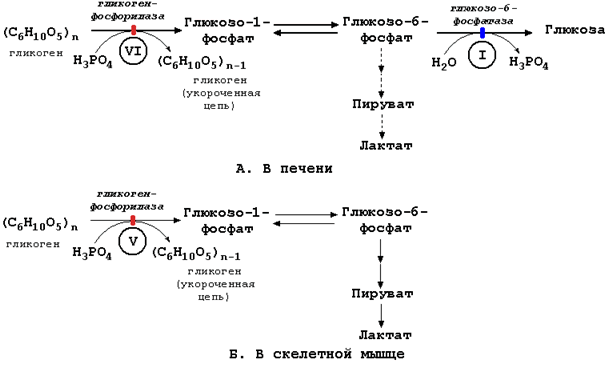 гликоген-
фосфорилаза
глюкозо-6-
фосфатаза
(C₆H₁₀O₅)ₙ
гликоген
VI
H₃PO₄
Глюкозо-1-
фосфат
(C₆H₁₀O₅)ₙ₋₁
гликоген
(укороченная
цепь)
Глюкозо-6-
фосфат
I
H₂O
H₃PO₄
Глюкоза
Пируват
Лактат
А. В печени
гликоген-
фосфорилаза
(C₆H₁₀O₅)ₙ
гликоген
V
H₃PO₄
Глюкозо-1-
фосфат
(C₆H₁₀O₅)ₙ₋₁
гликоген
(укороченная
цепь)
Глюкозо-6-
фосфат
Пируват
Лактат
Б. В скелетной мышце